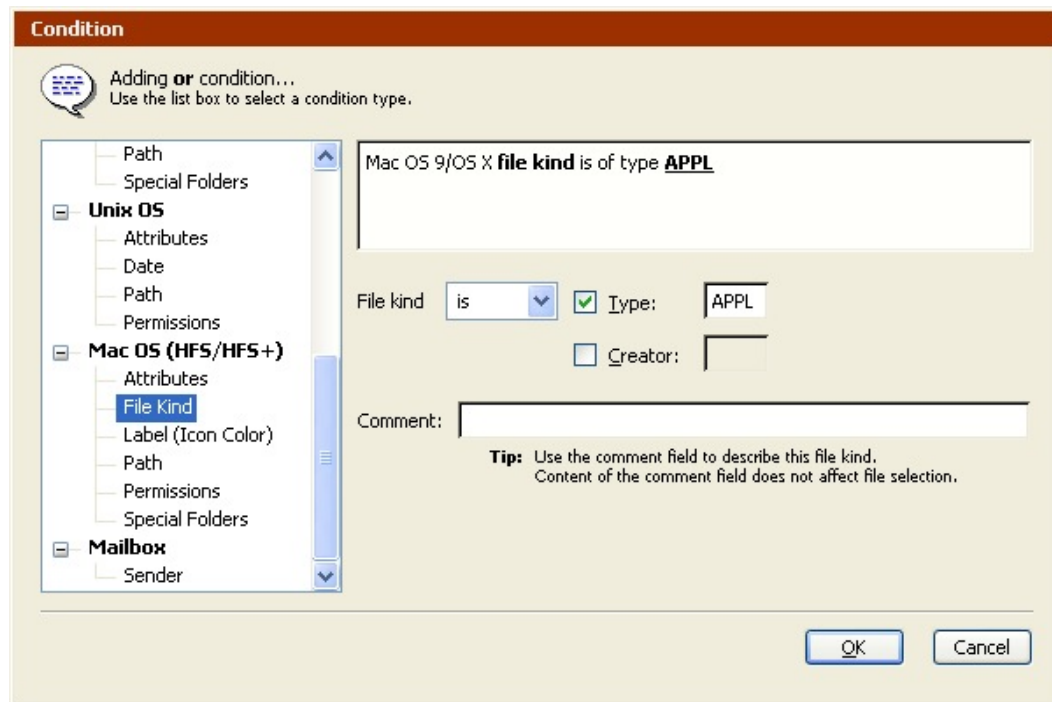 Condition
Adding or condition...
Use the list box to select a condition type.
Path
Special Folders
Unix OS
Attributes
Date
Path
Permissions
Mac OS (HFS/HFS+)
Attributes
File Kind
Label (Icon Color)
Path
Permissions
Special Folders
Mailbox
Sender
Mac OS 9/OS X file kind is of type APPL
File kind is Type: APPL
Creator:
Comment:
Tip: Use the comment field to describe this file kind.
Content of the comment field does not affect file selection.
OK Cancel